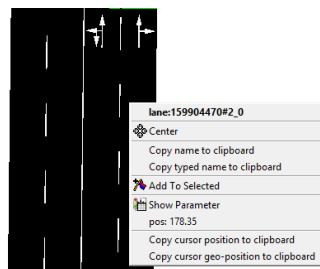 lane:159904470#2_0
Center
Copy name to clipboard
Copy typed name to clipboard
Add To Selected
Show Parameter
pos: 178.35
Copy cursor position to clipboard
Copy cursor geo-position to clipboard